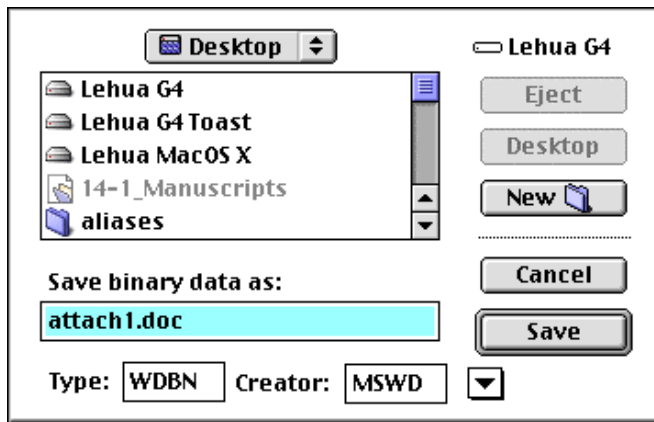 Desktop
Lehua G4
Lehua G4
Eject
Lehua G4 Toast
Desktop
Lehua MacOS X
14-1_Manuscripts
New
aliases
Save binary data as:
Cancel
attach1.doc
Save
Type: WDBN Creator: MSWD